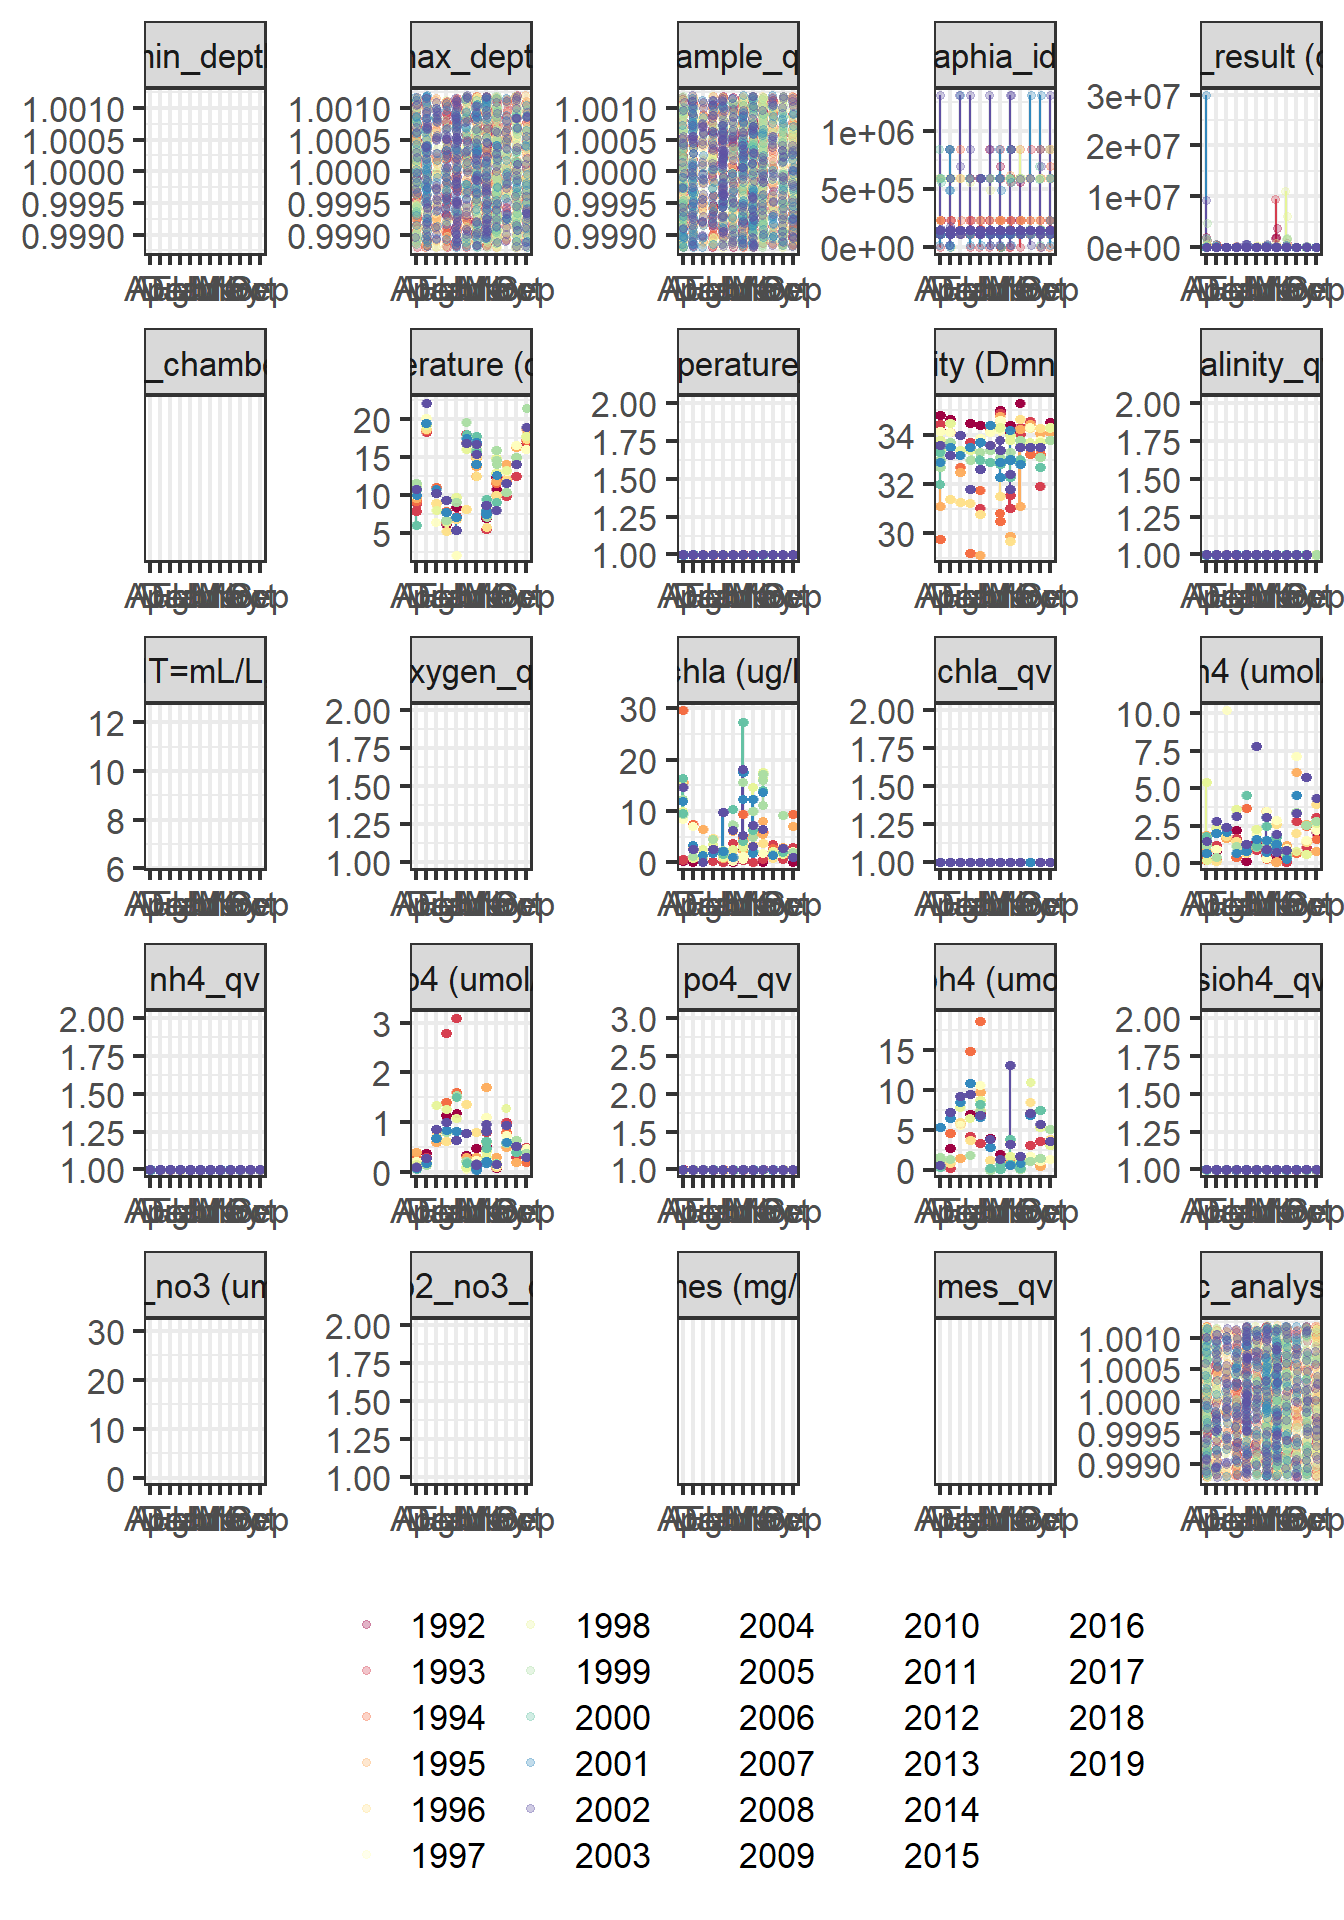 nin_dept max_dept ample_q aphia_id _result (
1.0010 1.0010 1.0010 3e+07
1.0005 1.0005 1.0005 1e+06 2e+07
1.0000 1.0000 1.0000 5e+05 1e+07
0.9995 0.9995 0.9995
0.9990 0.9990 0.9990 0e+00 0e+00
_chamb erature ( perature ity (Dmn alinity_q
20 2.00 34 2.00
15 1.75 1.75
10 1.50 32 1.50
5 1.25 30 1.25
1.00 1.00
T=mL/L xygen_q chla (ug/l chla_qv h4 (umol
12 2.00 30 2.00 10.0
10 1.75 20 1.75 7.5
8 1.50 10 1.50 5.0
6 1.25 0 1.25 2.5
1.00 1.00 0.0
nh4_qv o4 (umol po4_qv oh4 (umo sioh4_qv
2.00 3 3.0 15 2.00
1.75 2 2.5 10 1.75
1.50 1 2.0 5 1.50
1.25 0 1.5 0 1.25
1.00 1.0 1.00
_no3 (um o2_no3_ mes (mg/ mes_qv c_analys
30 2.00 1.0010
20 1.75 1.0005
10 1.50 1.0000
0 1.25 0.9995
1.00 0.9990
1992 1998 2004 2010 2016
1993 1999 2005 2011 2017
1994 2000 2006 2012 2018
1995 2001 2007 2013 2019
1996 2002 2008 2014
1997 2003 2009 2015